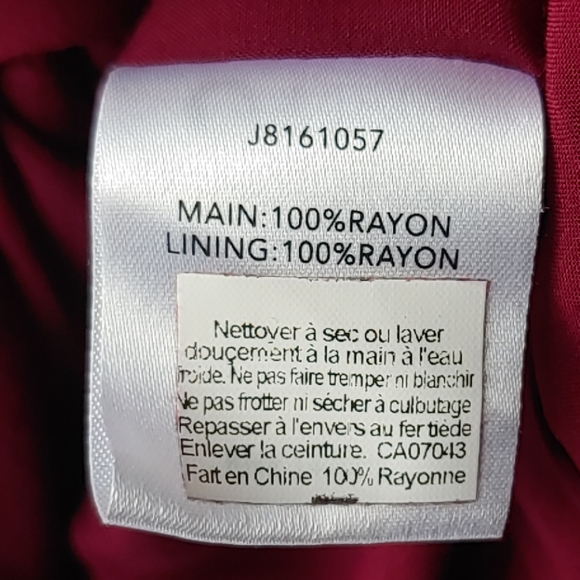 J8161057
MAIN:100%RAYON
LINING:100%RAYON
Nettoyer à sec ou laver
douçement à la main à l'eau
froide. Ne pas faire tremper ni blanchir
Ne pas frotter ni sécher à culbutage
Repasser à l'envers au fer tiède
Enlever la ceinture. CA07043
Fart en Chine 100% Rayonne